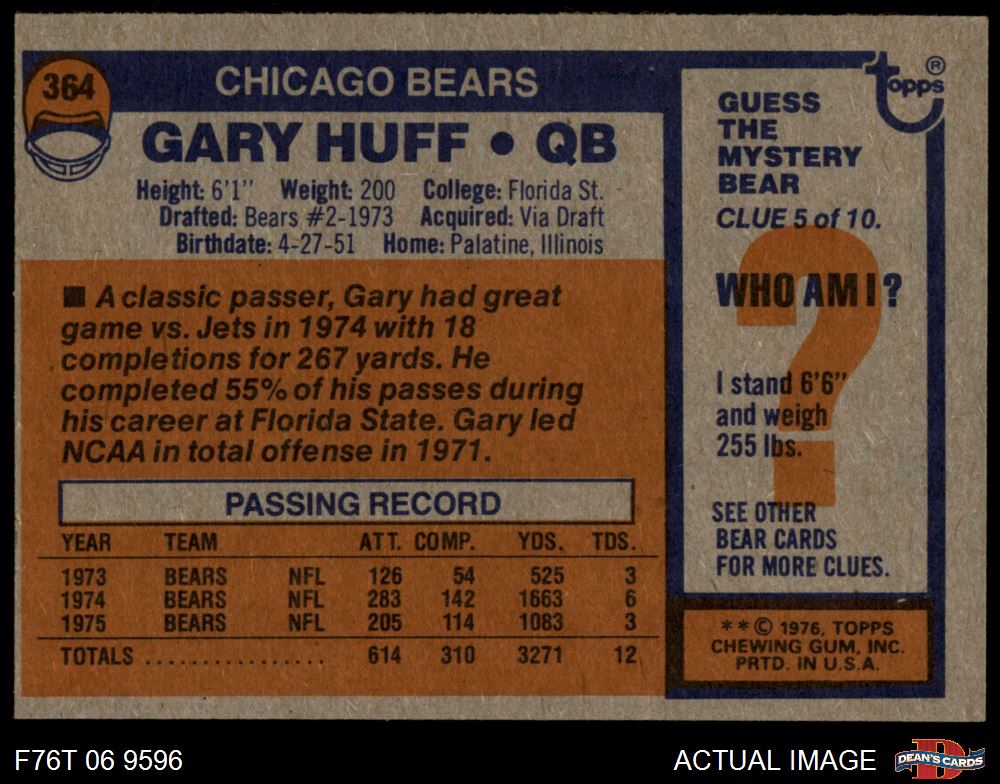 364
CHICAGO BEARS
GARY HUFF • QB
Height: 6'1" Weight: 200 College: Florida St.
Drafted: Bears #2-1973 Acquired: Via Draft
Birthdate: 4-27-51 Home: Palatine, Illinois
■ A classic passer, Gary had great
game vs. Jets in 1974 with 18
completions for 267 yards. He
completed 55% of his passes during
his career at Florida State. Gary led
NCAA in total offense in 1971.
PASSING RECORD
YEAR TEAM ATT. COMP. YDS. TDS.
1973 BEARS NFL 126 54 525 3
1974 BEARS NFL 283 142 1663 6
1975 BEARS NFL 205 114 1083 3
TOTALS ................. 614 310 3271 12
Topps ®
GUESS
THE
MYSTERY
BEAR
CLUE 5 of 10.
?
WHO AM I?
I stand 6'6"
and weigh
255 lbs.
SEE OTHER
BEAR CARDS
FOR MORE CLUES.
* * © 1976, TOPPS
CHEWING GUM, INC.
PRTD. IN U.S.A.
F76T 06 9596
ACTUAL IMAGE
D
DEAN'S CARDS